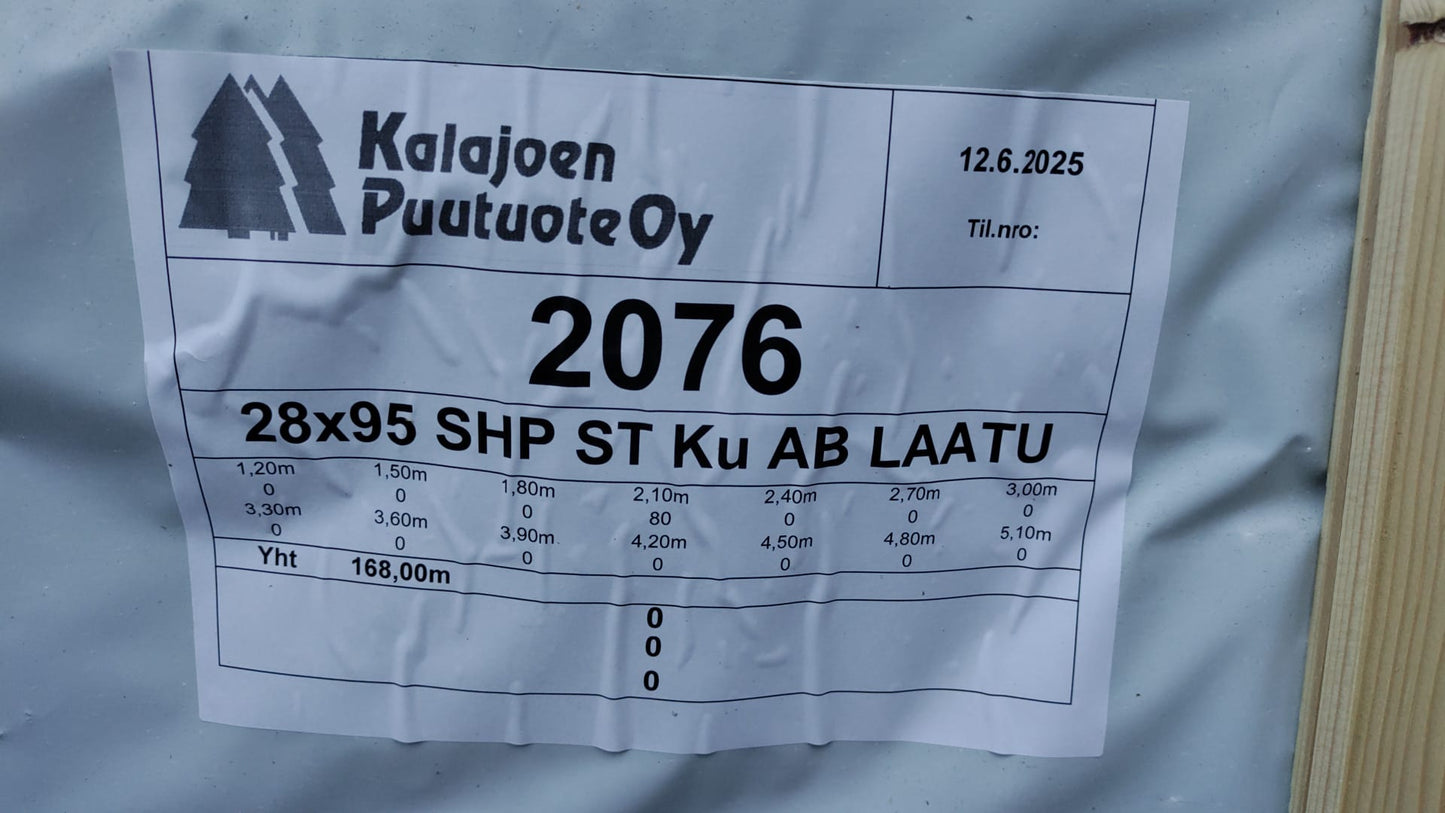 Kalajoen
Puutuote Oy
12.6.2025
Til.nro:
2076
28x95 SHP ST Ku AB LAATU
1,20m 1,50m 1,80m 2,10m 2,40m 2,70m 3,00m
0 0 0 80 0 0 0
3,30m 3,60m 3,90m 4,20m 4,50m 4,80m 5,10m
0 0 0 0 0 0 0
Yht 168,00m
0
0
0